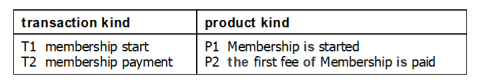 transaction kind product kind
T1 membership start P1 Membership is started
T2 membership payment P2 the first fee of Membership is paid